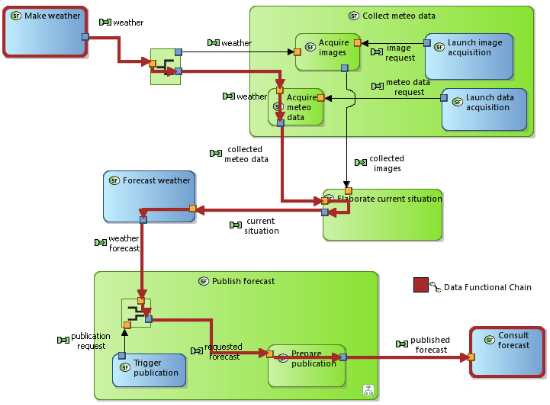 Make weather
weather
weather
Collect meteo data
Acquire
images
image
request
Launch image
acquisition
meteo data
request
weather
Acquire
meteo
data
Launch data
acquisition
collected
meteo data
collected
images
Forecast weather
Elaborate current situation
current
situation
weather
forecast
Publish forecast
Data Functional Chain
publication
request
requested
forecast
published
forecast
Consult
forecast
Trigger
publication
Prepare
publication